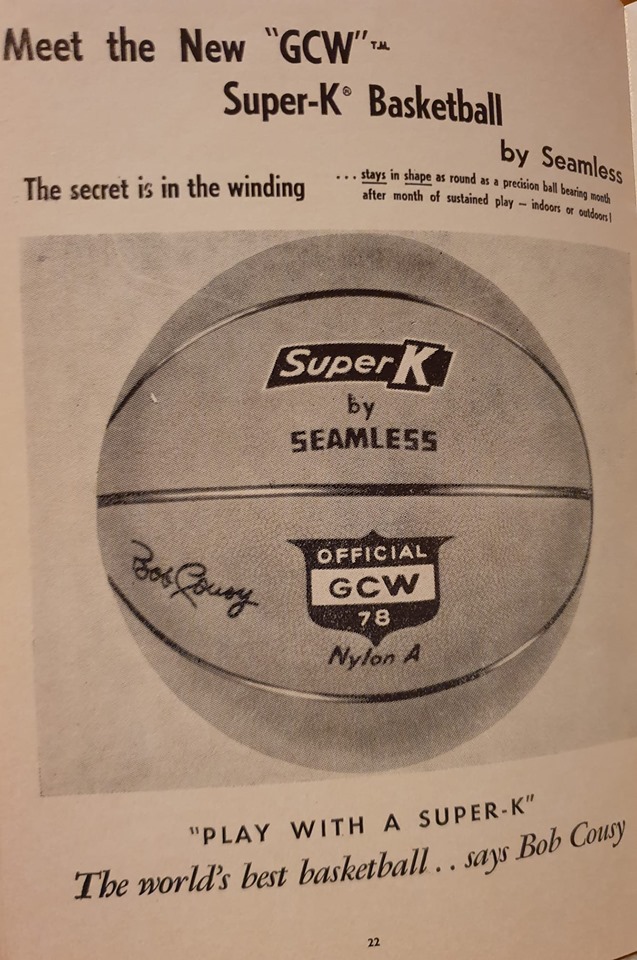 Meet the New "GCW"™
Super-K® Basketball
by Seamless
The secret is in the winding
... stays in shape as round as a precision ball bearing month
after month of sustained play – indoors or outdoors!
Super K
by
SEAMLESS
Bob Cousy
OFFICIAL
GCW
78
Nylon A
"PLAY WITH A SUPER-K"
The world's best basketball . . says Bob Cousy
22